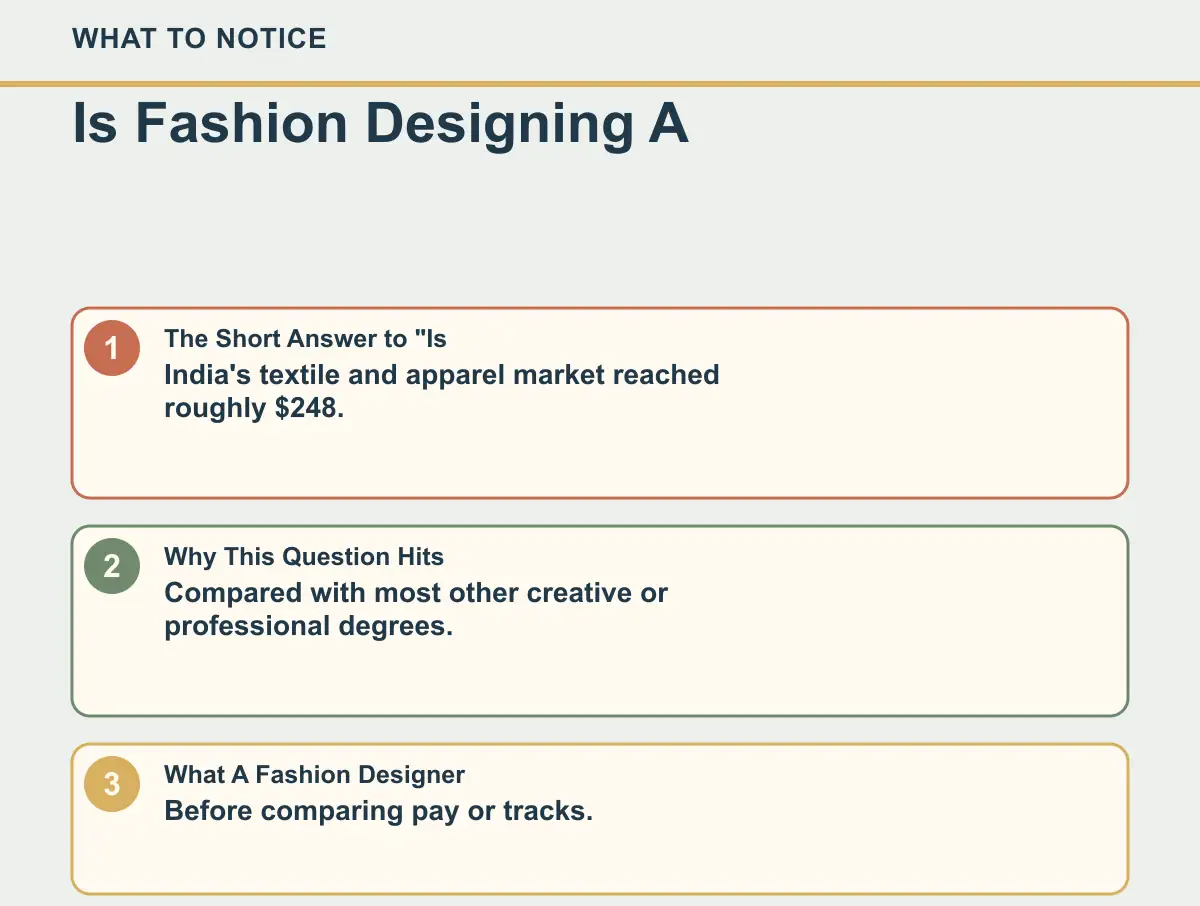 WHAT TO NOTICE
Is Fashion Designing A
1
The Short Answer to "Is
India's textile and apparel market reached
roughly $248.
2
Why This Question Hits
Compared with most other creative or
professional degrees.
3
What A Fashion Designer
Before comparing pay or tracks.